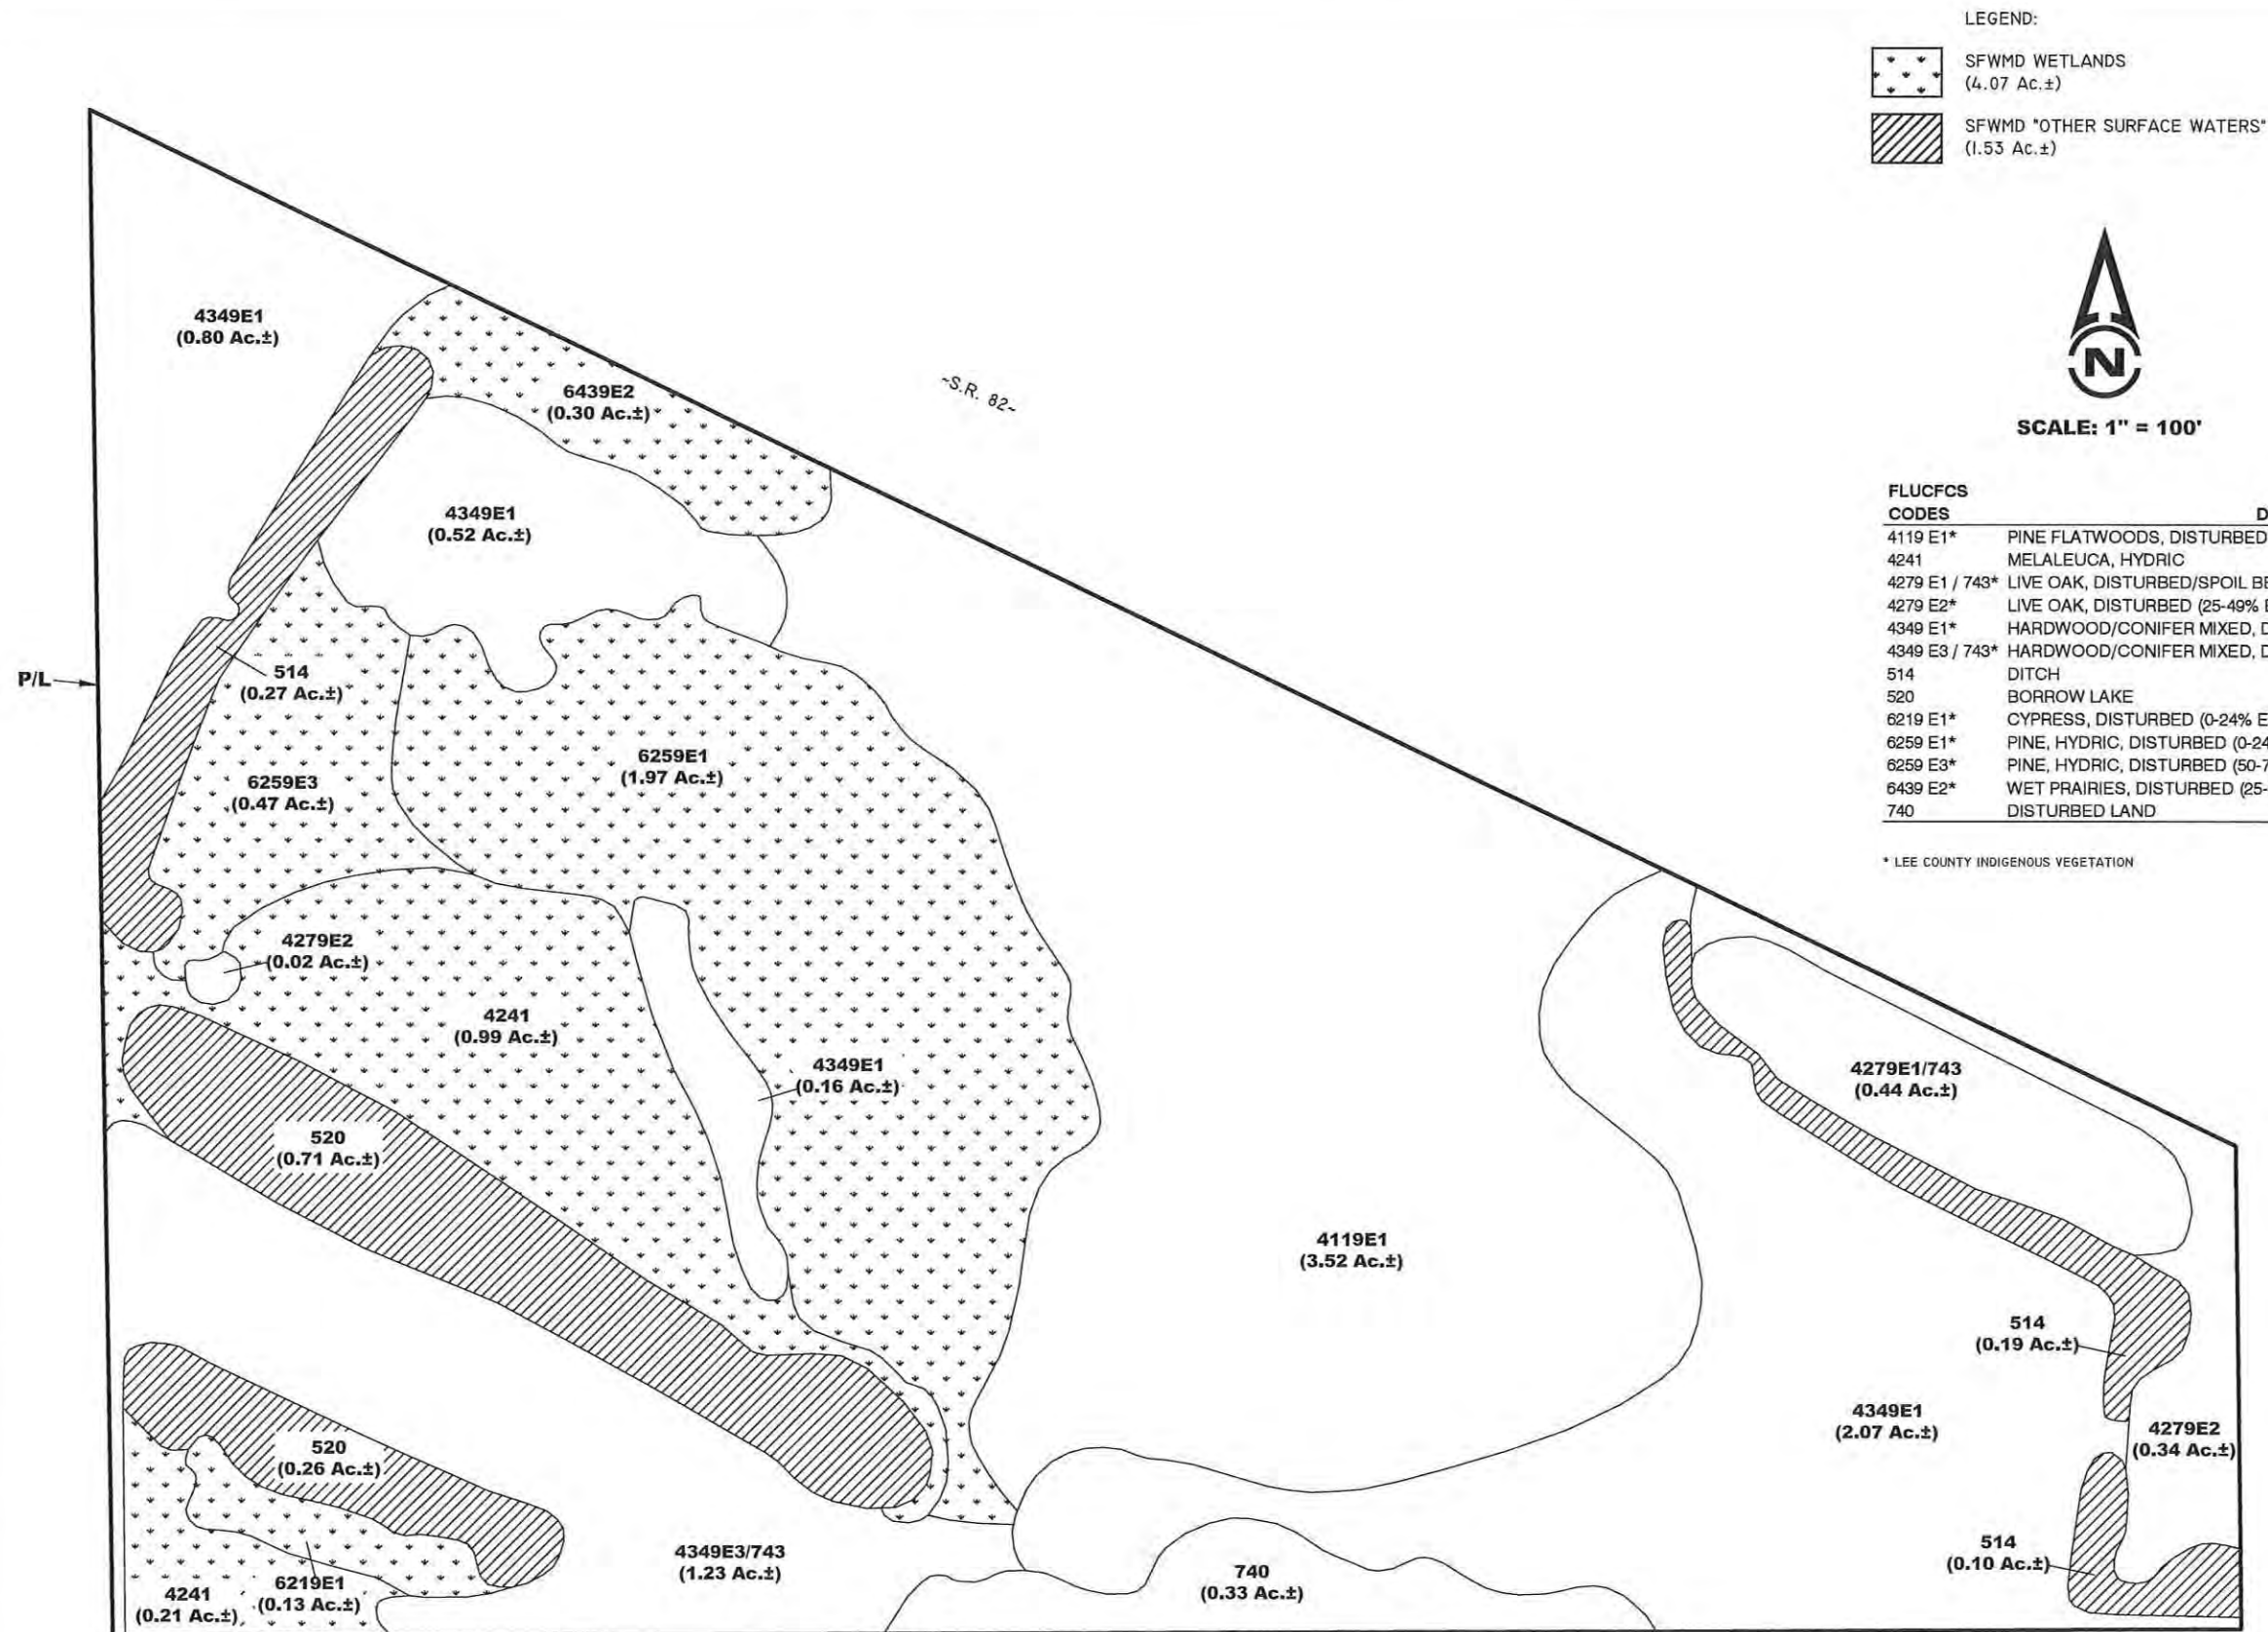 LEGEND:
SFWMD WETLANDS
(4.07 Ac.±)
SFWMD "OTHER SURFACE WATERS"
(1.53 Ac.±)
N
SCALE: 1" = 100'
FLUCFCS
CODES D
4119 E1* PINE FLATWOODS, DISTURBED
4241 MELALEUCA, HYDRIC
4279 E1 / 743* LIVE OAK, DISTURBED/SPOIL BE
4279 E2* LIVE OAK, DISTURBED (25-49% E
4349 E1* HARDWOOD/CONIFER MIXED, D
4349 E3 / 743* HARDWOOD/CONIFER MIXED, D
514 DITCH
520 BORROW LAKE
6219 E1* CYPRESS, DISTURBED (0-24% E
6259 E1* PINE, HYDRIC, DISTURBED (0-24
6259 E3* PINE, HYDRIC, DISTURBED (50-7
6439 E2* WET PRAIRIES, DISTURBED (25-
740 DISTURBED LAND
* LEE COUNTY INDIGENOUS VEGETATION
4349E1
(0.80 Ac.±)
6439E2
(0.30 Ac.±)
~S.R. 82~
4349E1
(0.52 Ac.±)
P/L
514
(0.27 Ac.±)
6259E3
(0.47 Ac.±)
6259E1
(1.97 Ac.±)
4279E2
(0.02 Ac.±)
4241
(0.99 Ac.±)
4349E1
(0.16 Ac.±)
4279E1/743
(0.44 Ac.±)
520
(0.71 Ac.±)
4119E1
(3.52 Ac.±)
514
(0.19 Ac.±)
4349E1
(2.07 Ac.±)
4279E2
(0.34 Ac.±)
520
(0.26 Ac.±)
514
(0.10 Ac.±)
4349E3/743
(1.23 Ac.±)
740
(0.33 Ac.±)
4241
(0.21 Ac.±)
6219E1
(0.13 Ac.±)